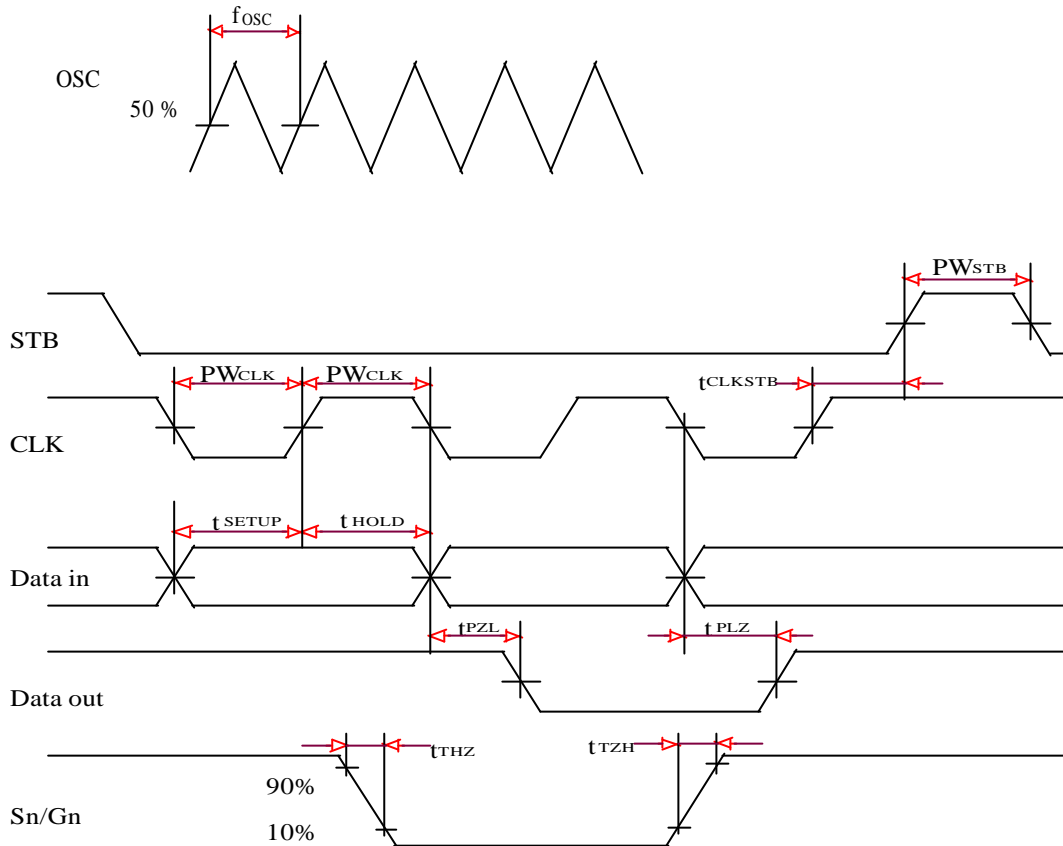 fOSC
OSC
50 %
PWSTB
STB
PWCLK PWCLK tCLKSTB
CLK
t SETUP t HOLD
Data in
tPZL t PLZ
Data out
tTHZ t TZH
90%
Sn/Gn
10%